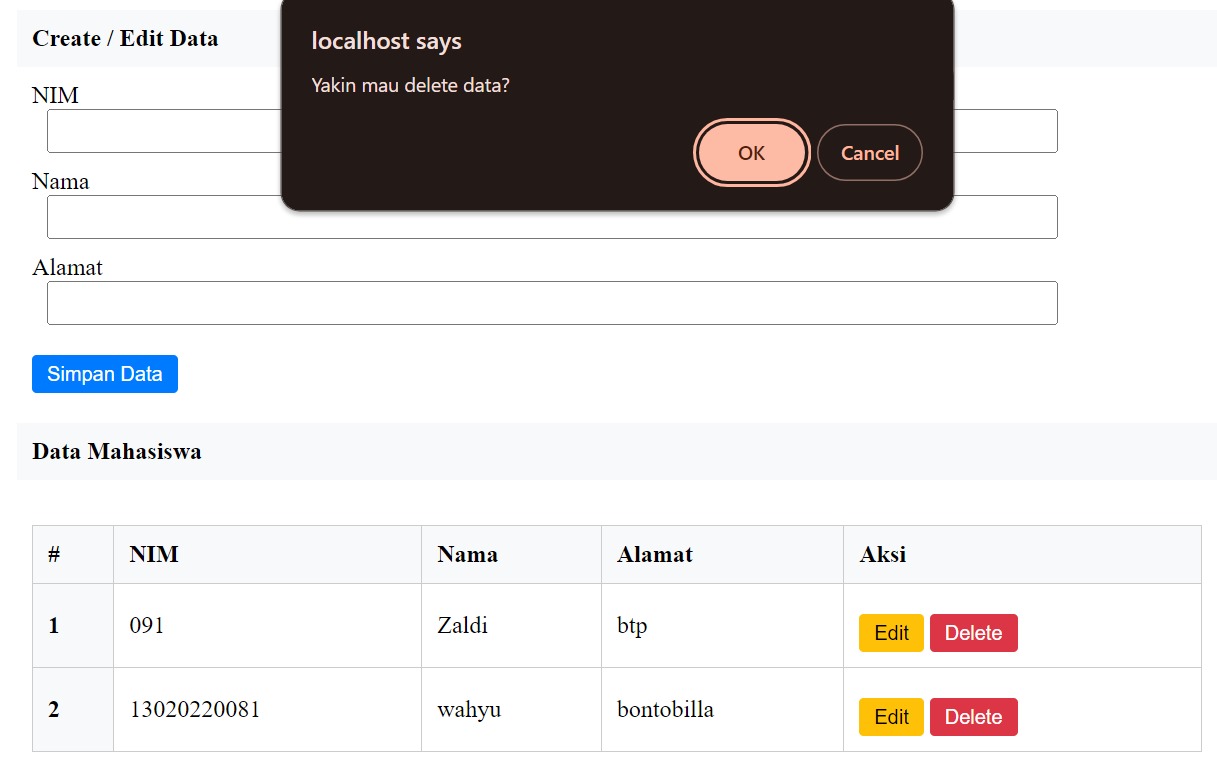 Create / Edit Data
localhost says
Yakin mau delete data?
OK Cancel
NIM
Nama
Alamat
Simpan Data
Data Mahasiswa
# NIM Nama Alamat Aksi
1 091 Zaldi btp Edit Delete
2 13020220081 wahyu bontobilla Edit Delete